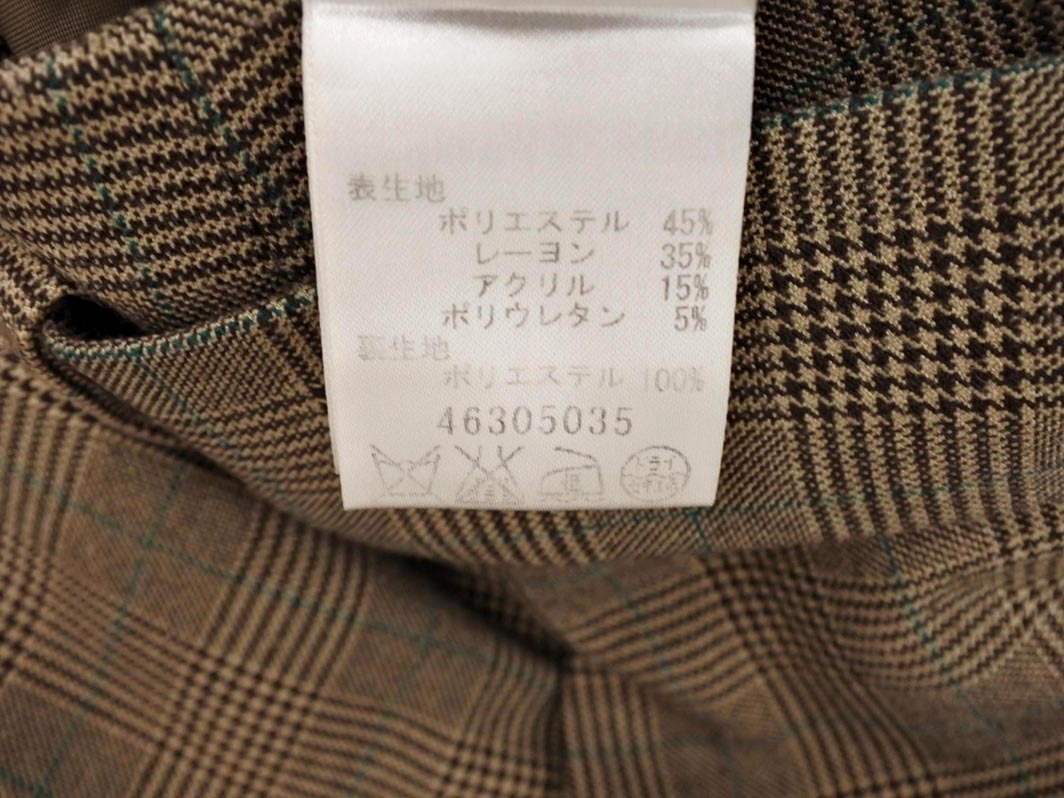 表生地
ポリエステル 45%
レーヨン 35%
アクリル 15%
ポリウレタン 5%
裏生地
ポリエステル 100%
46305035
低
ドライ